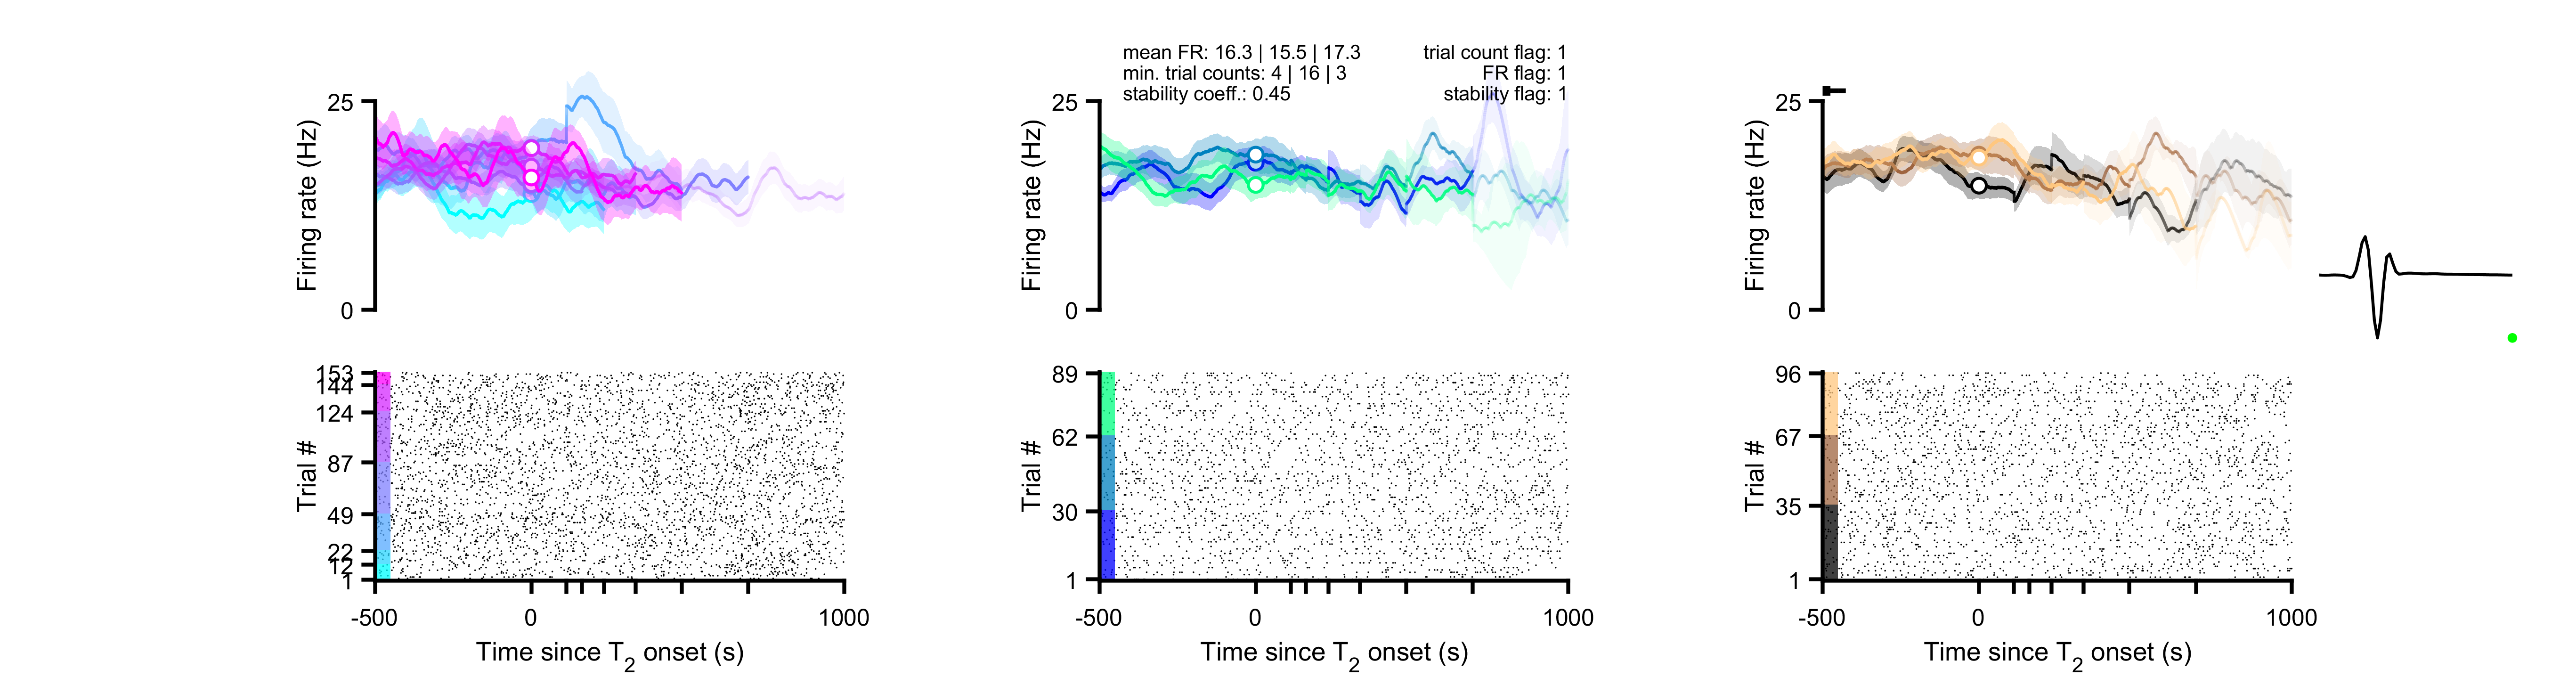 mean FR: 16.3 | 15.5 | 17.3
min. trial counts: 4 | 16 | 3
stability coeff.: 0.45
trial count flag: 1
FR flag: 1
stability flag: 1
25
0
Firing rate (Hz)
25
0
Firing rate (Hz)
25
0
Firing rate (Hz)
153
144
124
87
49
22
12
1
Trial #
-500
0
1000
Time since T2 onset (s)
89
62
30
1
Trial #
-500
0
1000
Time since T2 onset (s)
96
67
35
1
Trial #
-500
0
1000
Time since T2 onset (s)